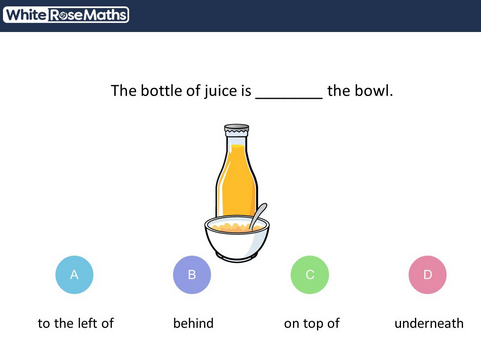 White Rose Maths
The bottle of juice is ________ the bowl.
A
B
C
D
to the left of
behind
on top of
underneath